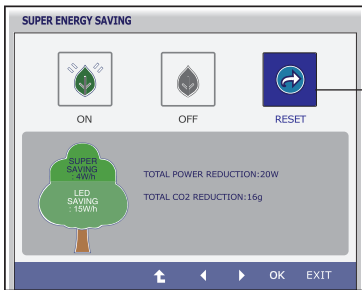 SUPER ENERGY SAVING
ON
OFF
RESET
SUPER
SAVING
: 4W/h
LED
SAVING
: 15W/h
TOTAL POWER REDUCTION:20W
TOTAL CO2 REDUCTION:16g
OK
EXIT